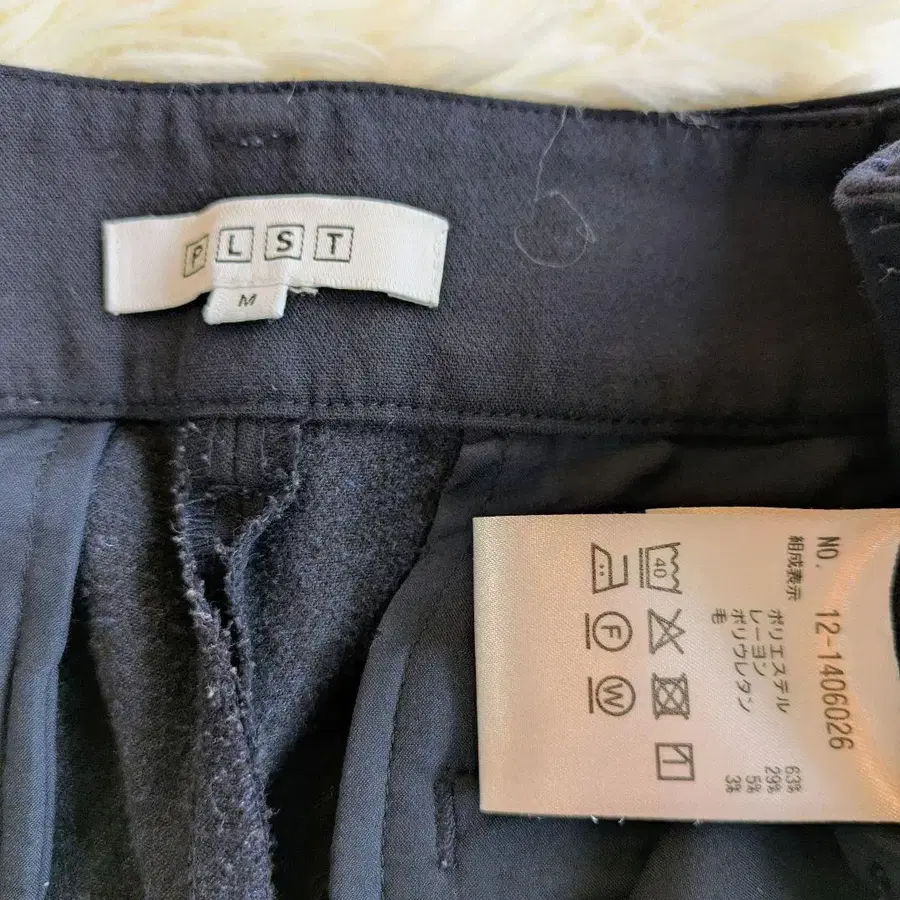 PLST
M
NO. 12-1406026
組成表示
ポリエステル 63%
レーヨン 29%
ポリウレタン 5%
毛 3%
40
F
W